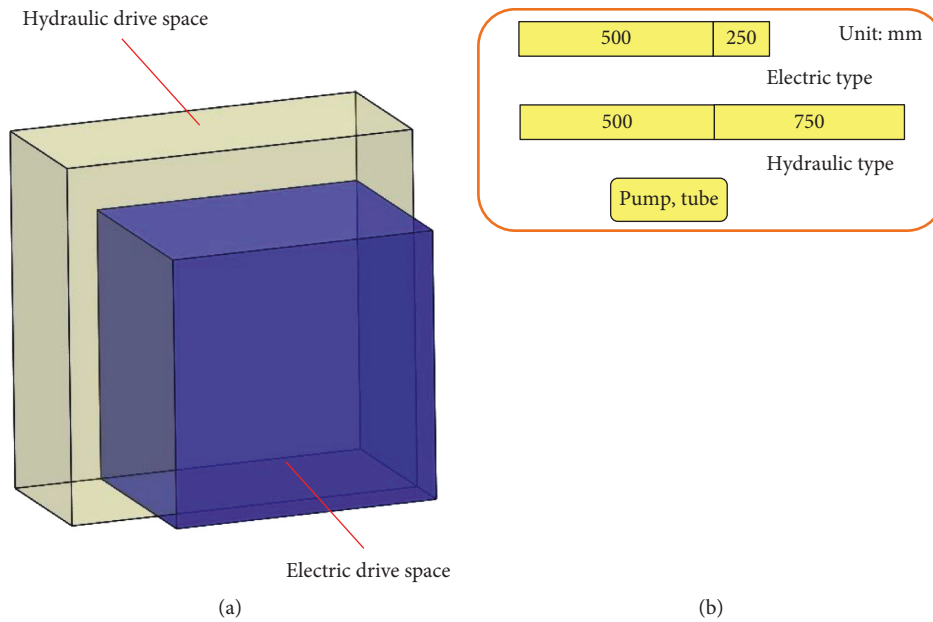 Hydraulic drive space
Electric drive space
(a)
500 250 Unit: mm
Electric type
500 750
Hydraulic type
Pump, tube
(b)